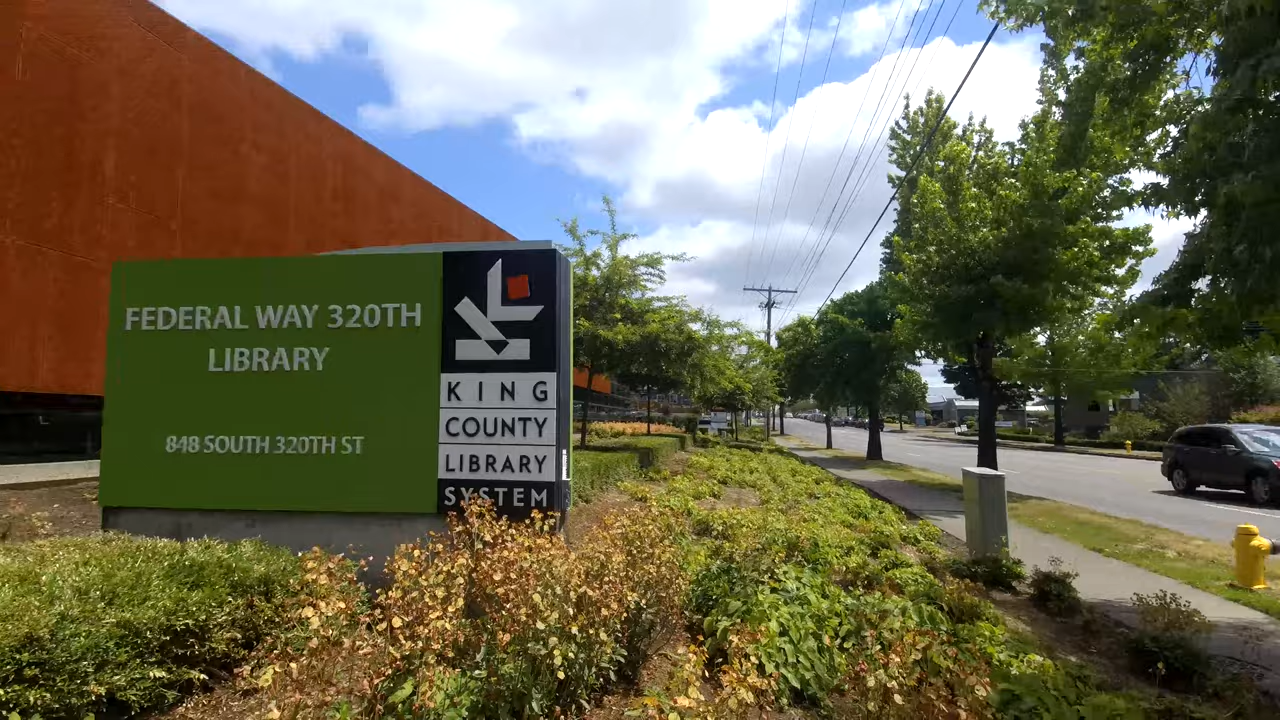 FEDERAL WAY 320TH
LIBRARY
848 SOUTH 320TH ST
KING
COUNTY
LIBRARY
SYSTEM